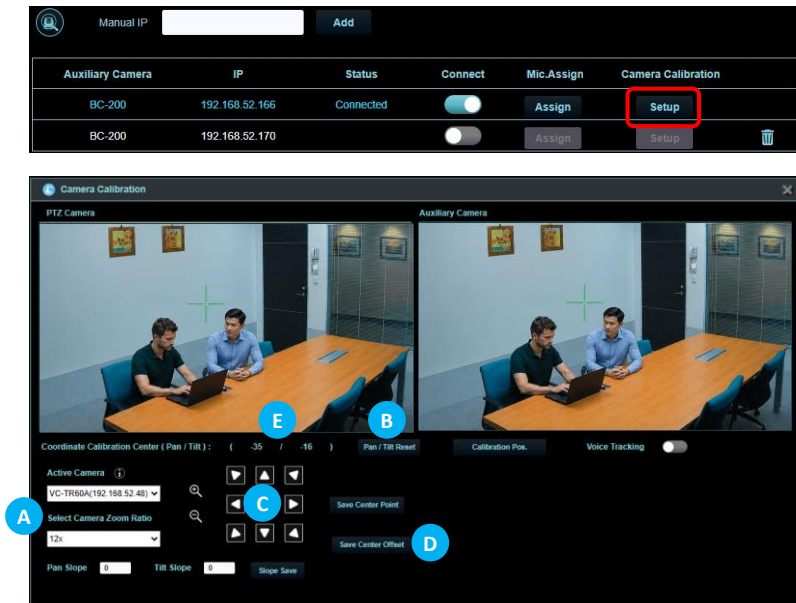 Manual IP Add
Auxiliary Camera IP Status Connect Mic.Assign Camera Calibration
BC-200 192.168.52.166 Connected Assign Setup
BC-200 192.168.52.170 Assign Setup
Camera Calibration
PTZ Camera Auxiliary Camera
E B
Coordinate Calibration Center ( Pan / Tilt ) : ( -35 / -16 ) Pan / Tilt Reset Calibration Pos. Voice Tracking
Active Camera
VC-TR60A(192.168.52.48)
C
Save Center Point
A
Select Camera Zoom Ratio
12x
Save Center Offset D
Pan Slope 0 Tilt Slope 0 Slope Save